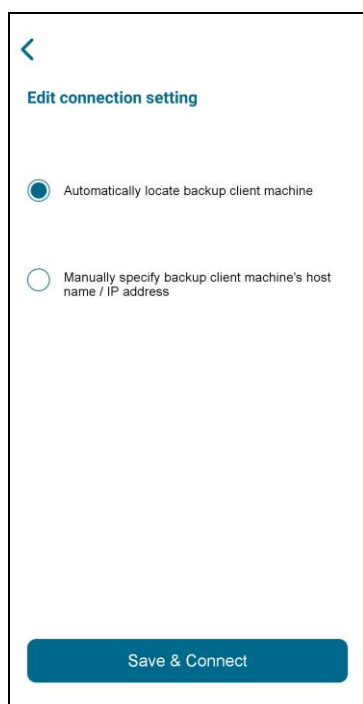 Edit connection setting
Automatically locate backup client machine
Manually specify backup client machine's host
name / IP address
Save & Connect